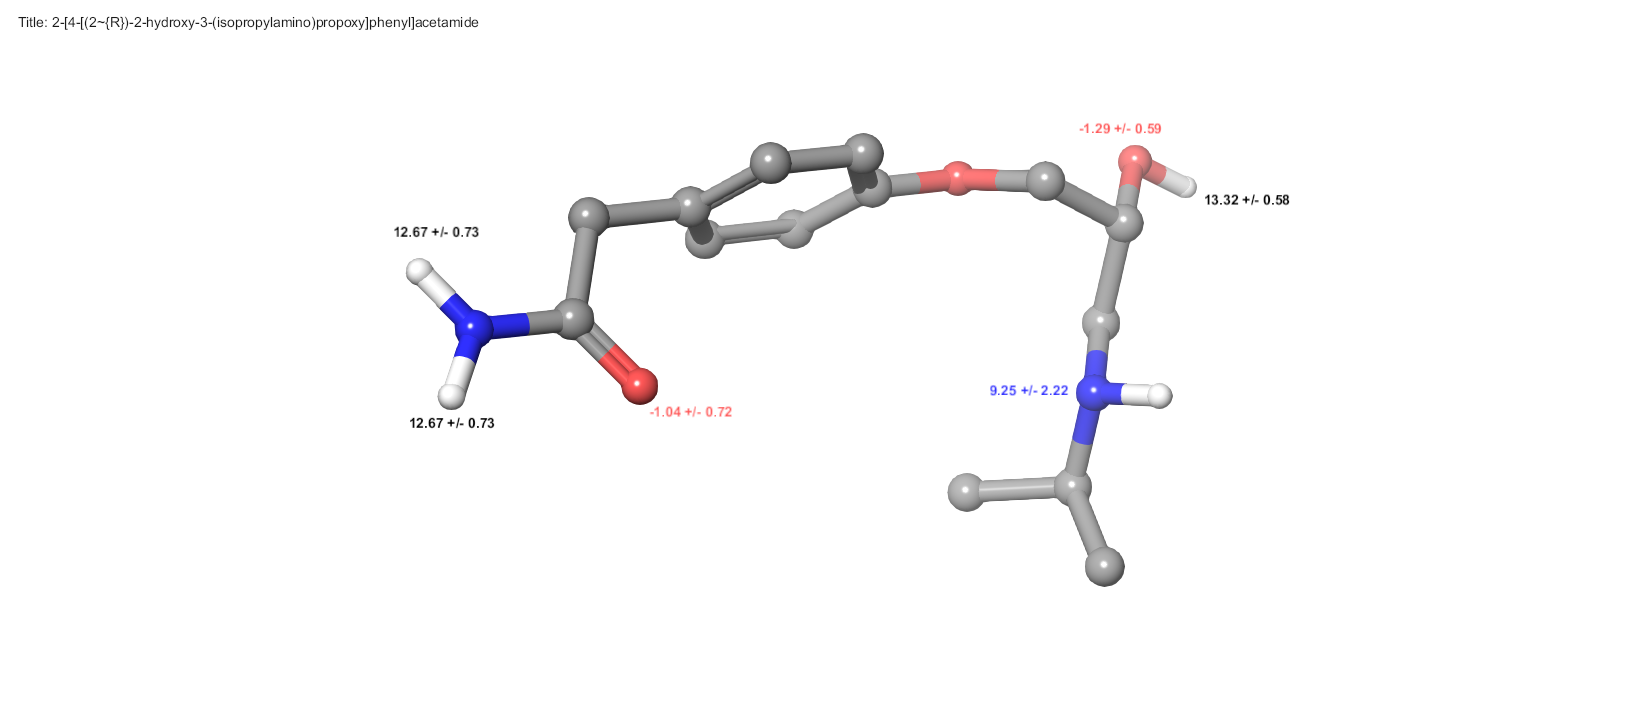 Title: 2-[4-[(2~{R})-2-hydroxy-3-(isopropylamino)propoxy]phenyl]acetamide
-1.29 +/- 0.59
13.32 +/- 0.58
12.67 +/- 0.73
9.25 +/- 2.22
-1.04 +/- 0.72
12.67 +/- 0.73